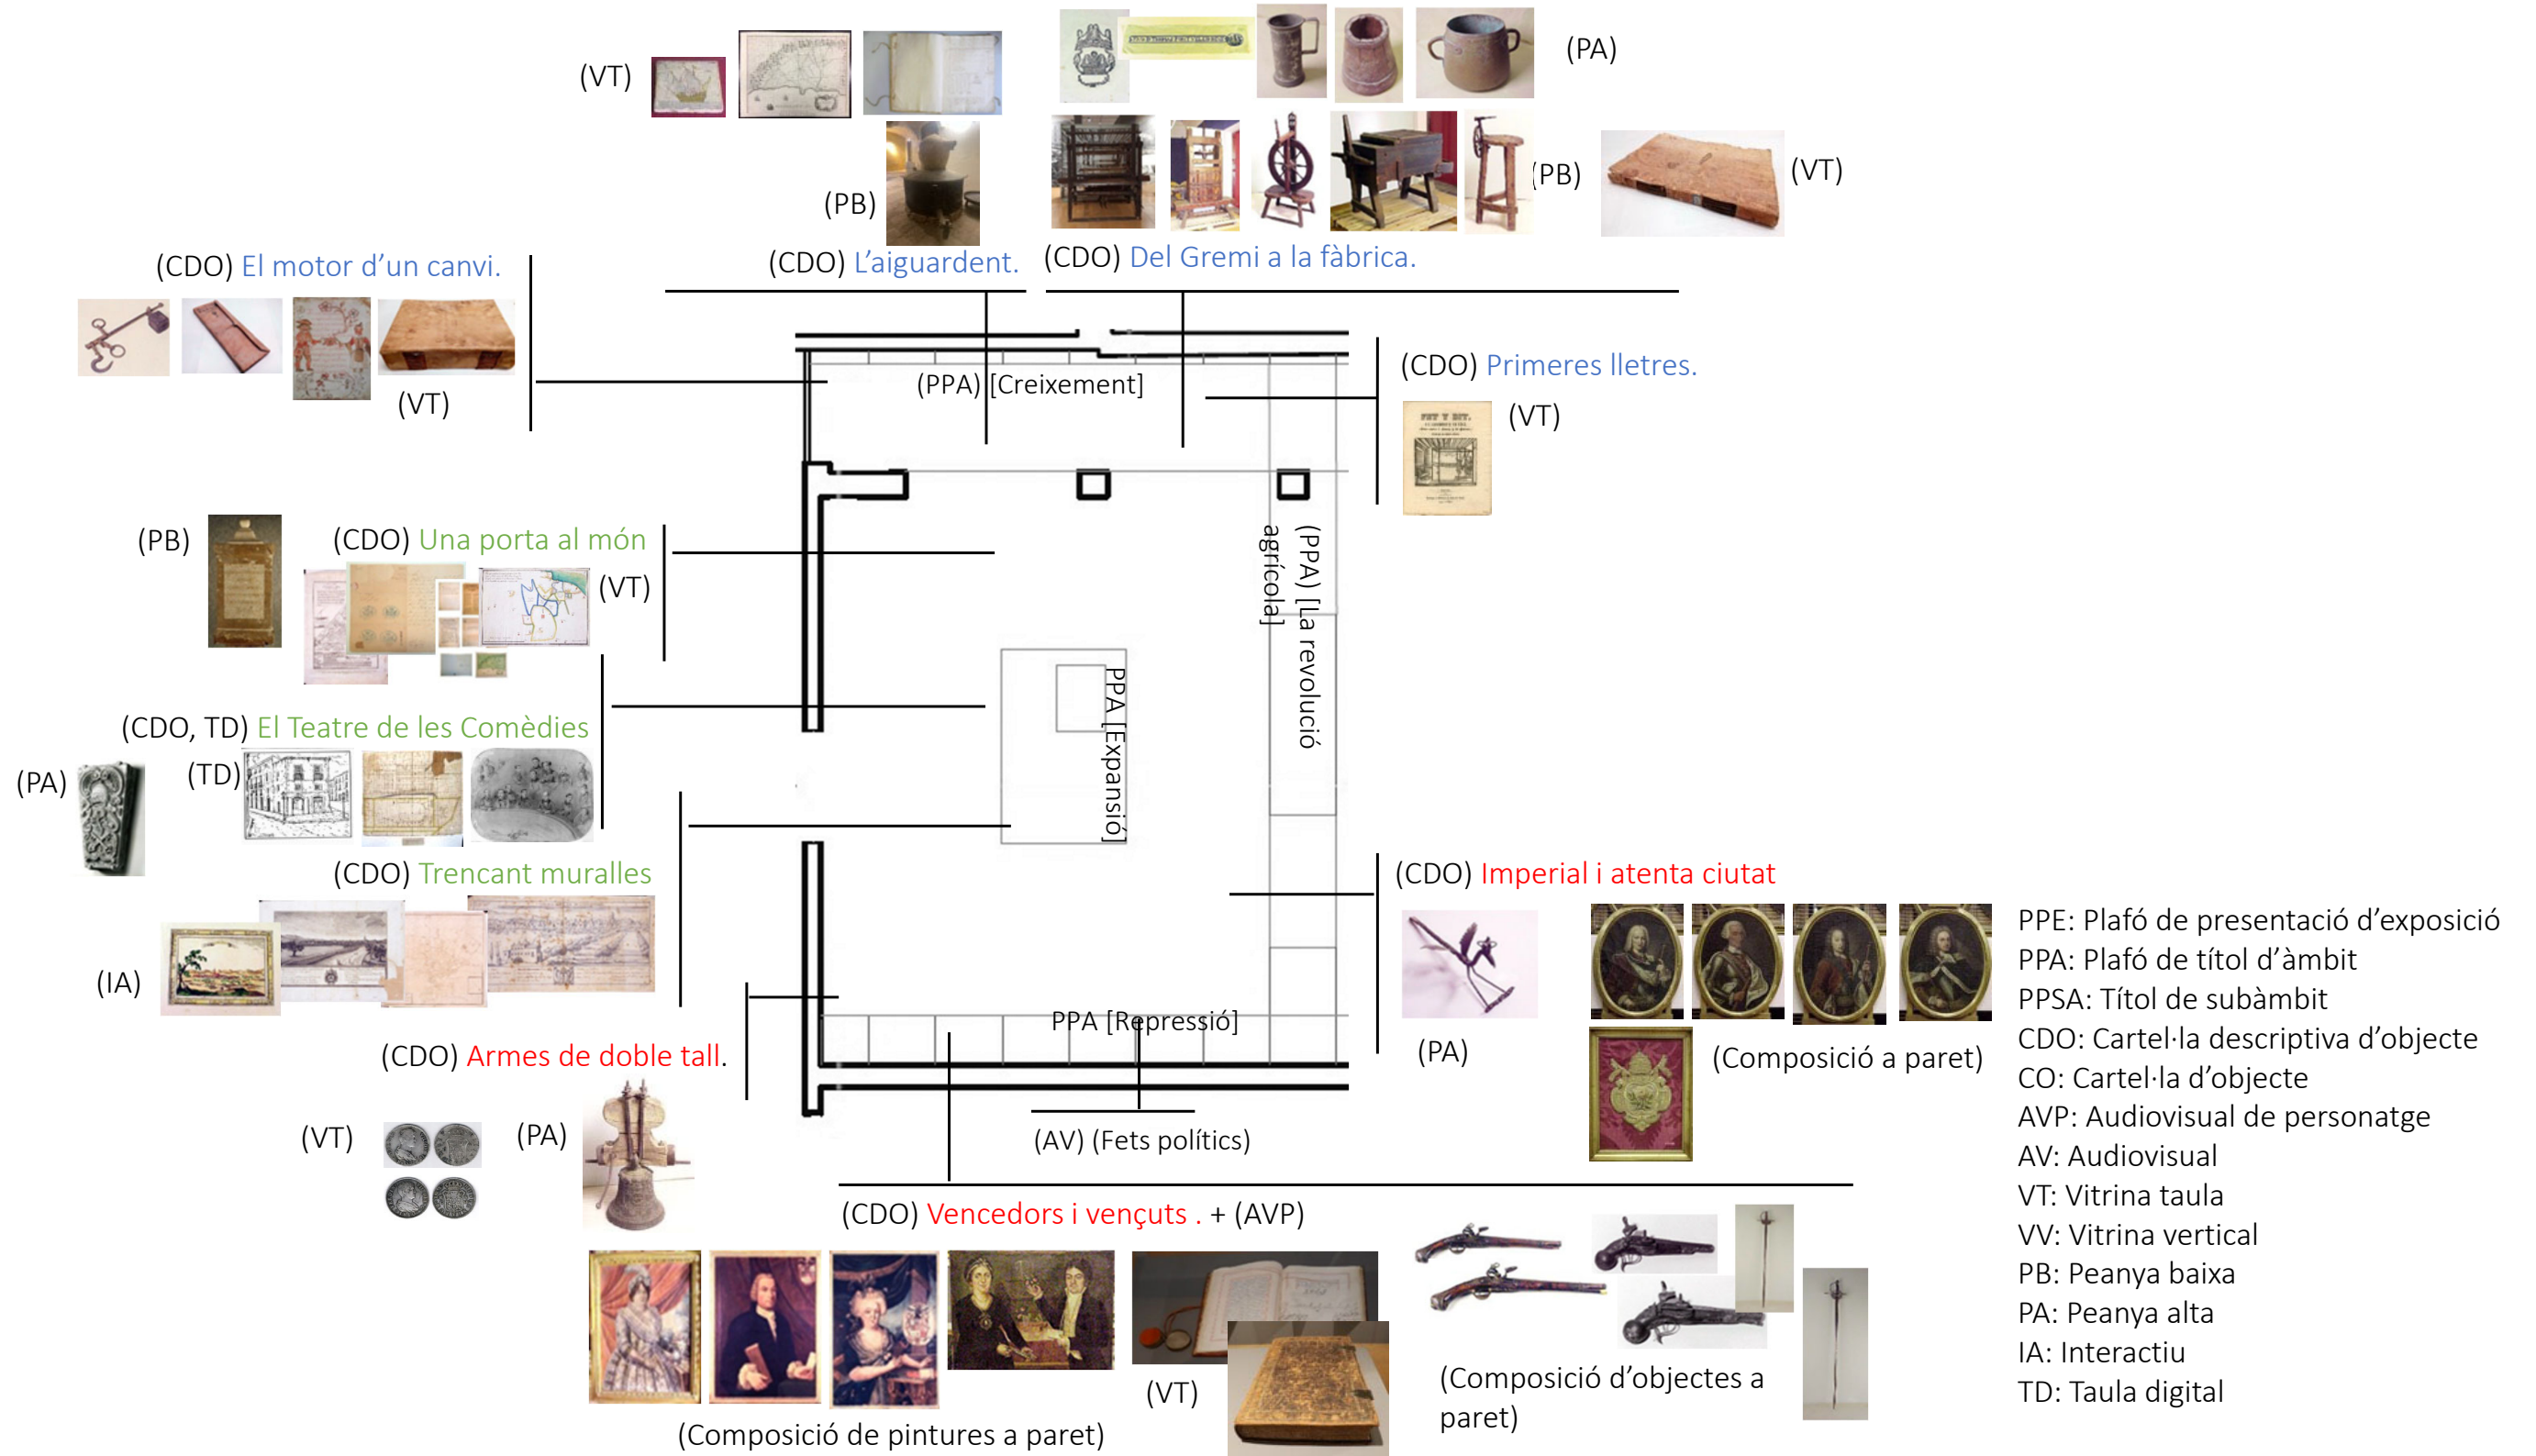 (VT)
(PA)
(PB)
(PB)
(VT)
(CDO) El motor d'un canvi.
(CDO) L'aiguardent.
(CDO) Del Gremi a la fàbrica.
(VT)
(PPA) [Creixement]
(CDO) Primeres lletres.
(VT)
FET Y DIT.
(PB)
(CDO) Una porta al món
(VT)
(PPA) [La revolució
agrícola]
PPA [Expansió]
(CDO, TD) El Teatre de les Comèdies
(PA)
(TD)
(CDO) Trencant muralles
(IA)
(CDO) Imperial i atenta ciutat
(PA)
(Composició a paret)
PPA [Repressió]
(CDO) Armes de doble tall.
(VT)
(PA)
(AV) (Fets polítics)
(CDO) Vencedors i vençuts . + (AVP)
(VT)
(Composició de pintures a paret)
(Composició d'objectes a
paret)
PPE: Plafó de presentació d'exposició
PPA: Plafó de títol d'àmbit
PPSA: Títol de subàmbit
CDO: Cartel·la descriptiva d'objecte
CO: Cartel·la d'objecte
AVP: Audiovisual de personatge
AV: Audiovisual
VT: Vitrina taula
VV: Vitrina vertical
PB: Peanya baixa
PA: Peanya alta
IA: Interactiu
TD: Taula digital